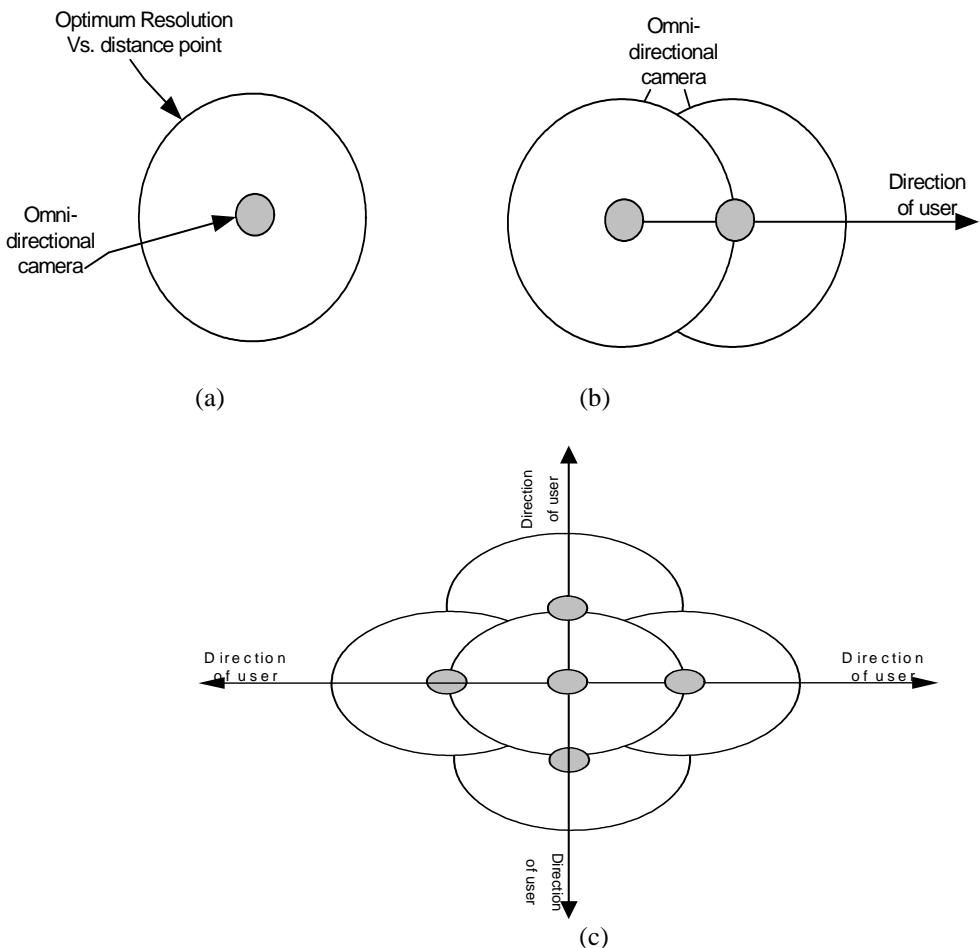 Optimum Resolution
Vs. distance point
Omni-
directional
camera
(a)
Omni-
directional
camera
Direction
of user
(b)
Direction
of user
Direction
of user
Direction
of user
Direction
of user
(c)